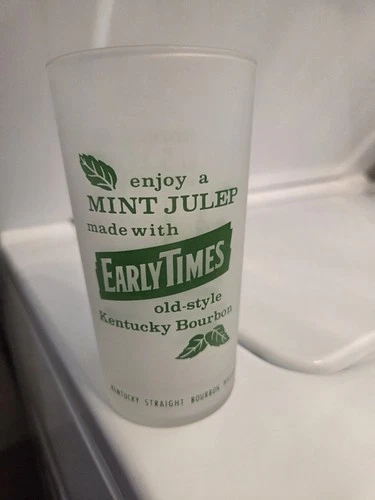 enjoy a
MINT JULEP
made with
EARLY TIMES
old-style
Kentucky Bourbon
KENTUCKY STRAIGHT BOURBON